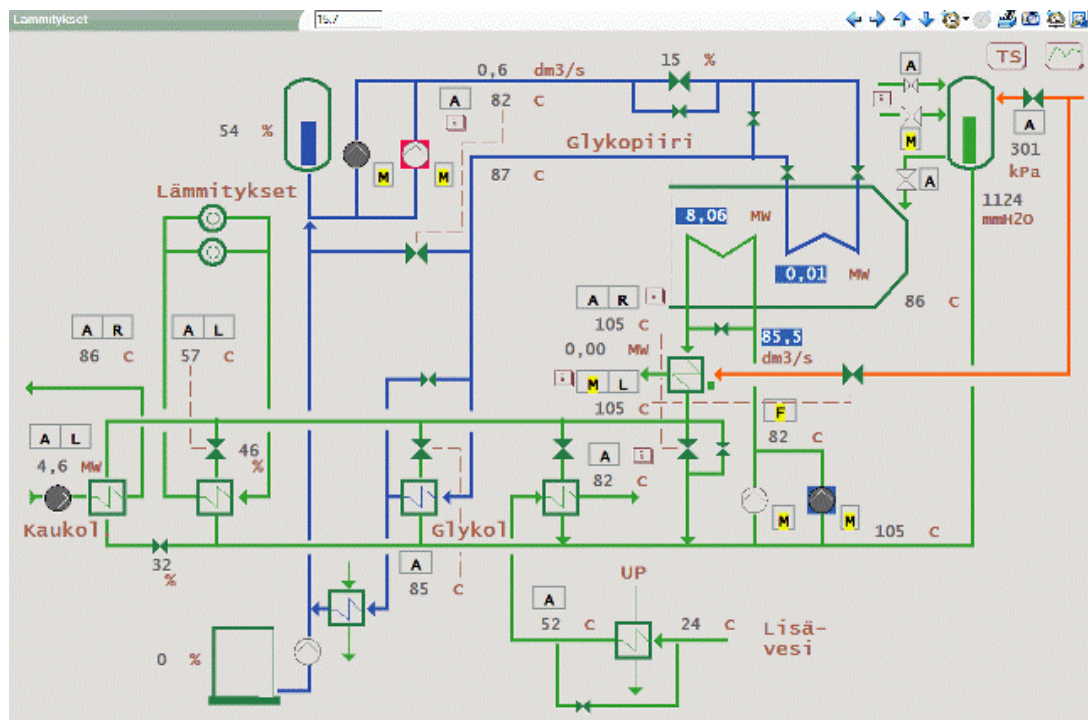 Lämmitykset
15.7
TS
15 %
0,6 dm3/s
A
A
82 C
A
54 %
Glykopiiri
M
301
kPa
M
M
87 C
A
Lämmitykset
1124
mmH2O
8,06 MW
0,01 MW
A R
86 C
105 C
A R
A L
86 C
57 C
0,00 MW
85,5
dm3/s
M L
105 C
F
A L
82 C
4,6 MW
46
%
A
82 C
M
M
Kaukol
Glykol
105 C
32
%
A
85 C
UP
A
52 C
24 C
Lisä-
vesi
0 %